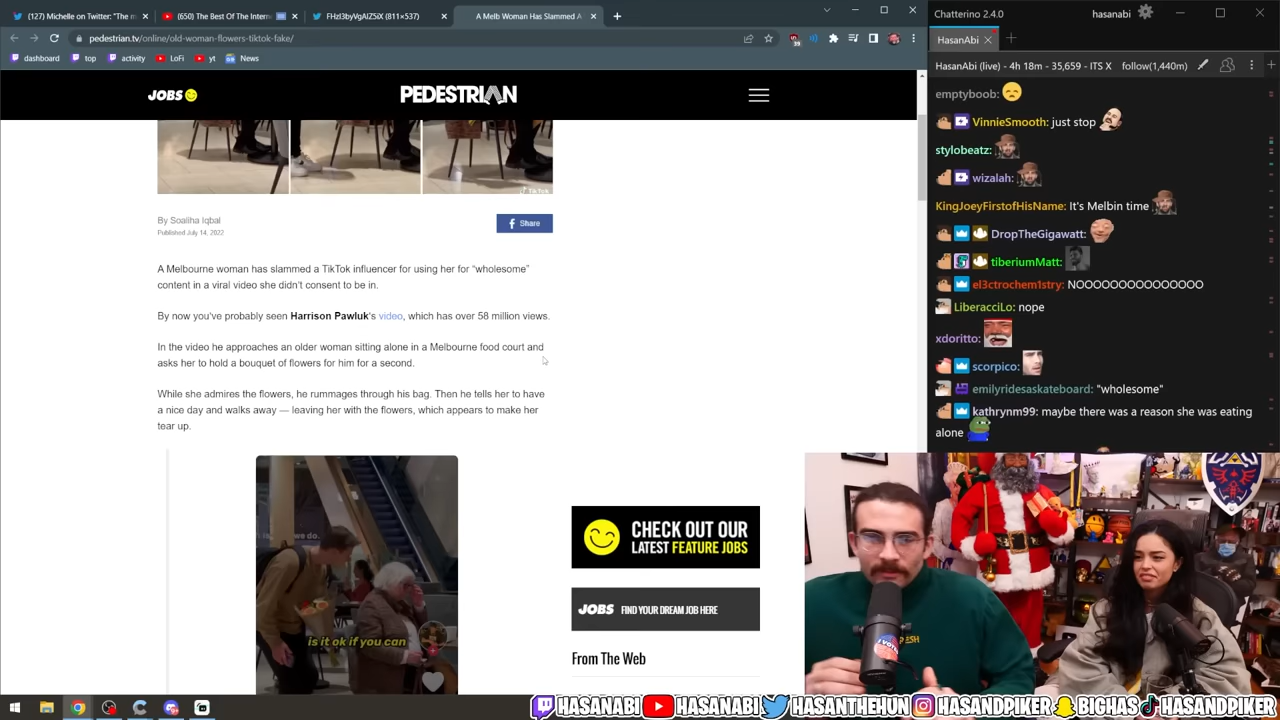 (127) Michelle on Twitter: "The m
(650) The Best Of The Interne
FHzI3byVgAIZSiX (811×537)
A Melb Woman Has Slammed A
Chatterino 2.4.0
hasanabi
pedestrian.tv/online/old-woman-flowers-tiktok-fake/
39
HasanAbi
dashboard
top
activity
LoFi
yt
News
HasanAbi (live) - 4h 18m - 35,659 - ITS X
follow(1,440m)
JOBS
PEDESTRIAN
emptyboob:
VinnieSmooth: just stop
stylobeatz:
wizalah:
KingJoeyFirstofHisName: It's Melbin time
DropTheGigawatt:
tiberiumMatt:
el3ctrochem1stry: NOOOOOOOOOOOOOOO
LiberacciLo: nope
xdoritto:
scorpico:
emilyridesaskateboard: "wholesome"
kathrynm99: maybe there was a reason she was eating
alone
TikTok
By Soaliha Iqbal
Published July 14, 2022
Share
A Melbourne woman has slammed a TikTok influencer for using her for “wholesome”
content in a viral video she didn’t consent to be in.
By now you’ve probably seen Harrison Pawluk‘s video, which has over 58 million views.
In the video he approaches an older woman sitting alone in a Melbourne food court and
asks her to hold a bouquet of flowers for him for a second.
While she admires the flowers, he rummages through his bag. Then he tells her to have
a nice day and walks away — leaving her with the flowers, which appears to make her
tear up.
we do.
is it ok if you can
CHECK OUT OUR
LATEST FEATURE JOBS
JOBS FIND YOUR DREAM JOB HERE
From The Web
HASANABI
HASANABI
HASANTHEHUN
HASANDPIKER
BIGHAS
HASANDPIKER